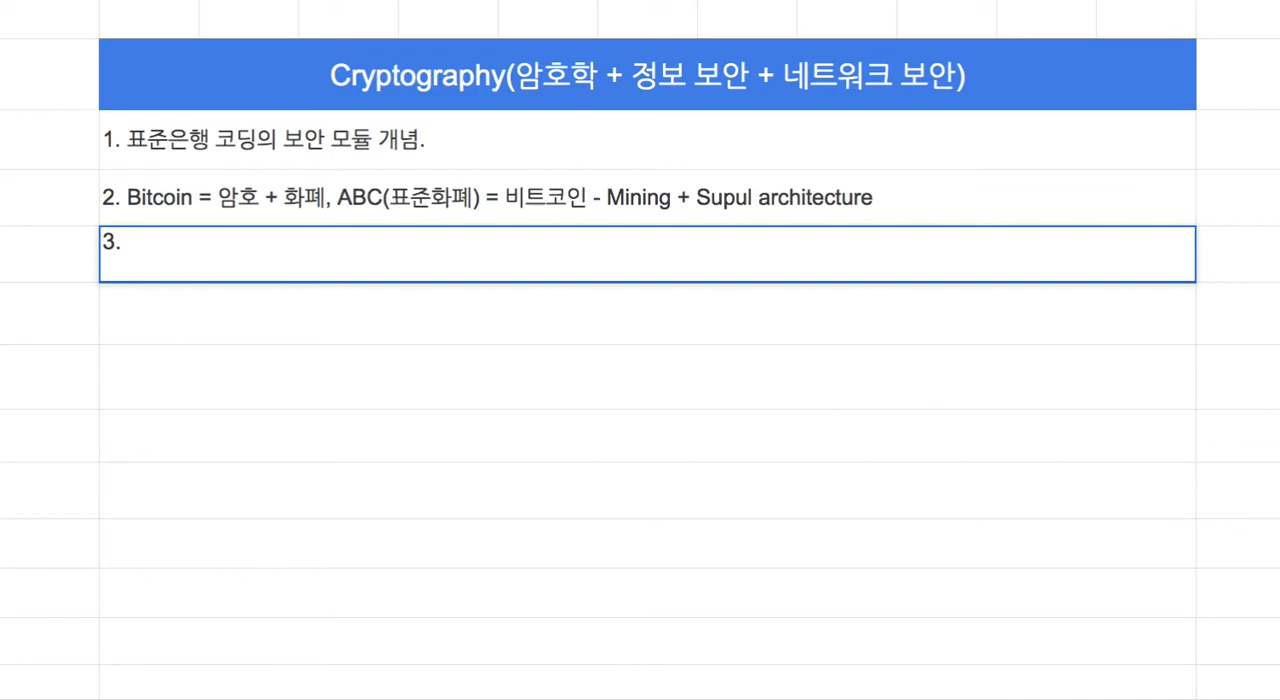 Cryptography(암호학 + 정보 보안 + 네트워크 보안)
1. 표준은행 코딩의 보안 모듈 개념.
2. Bitcoin = 암호 + 화폐, ABC(표준화폐) = 비트코인 - Mining + Supul architecture
3.